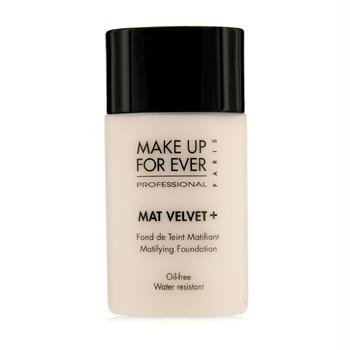 MAKE UP
FOR EVER
PARIS
PROFESSIONAL
MAT VELVET +
Fond de Teint Matifiant
Matifying Foundation
Oil-free
Water resistant